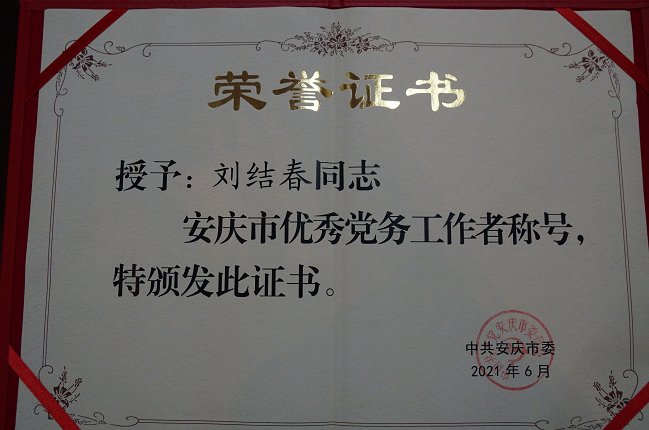 荣誉证书
授予：刘结春同志
安庆市优秀党务工作者称号，
特颁发此证书。
中共安庆市委
2021年6月